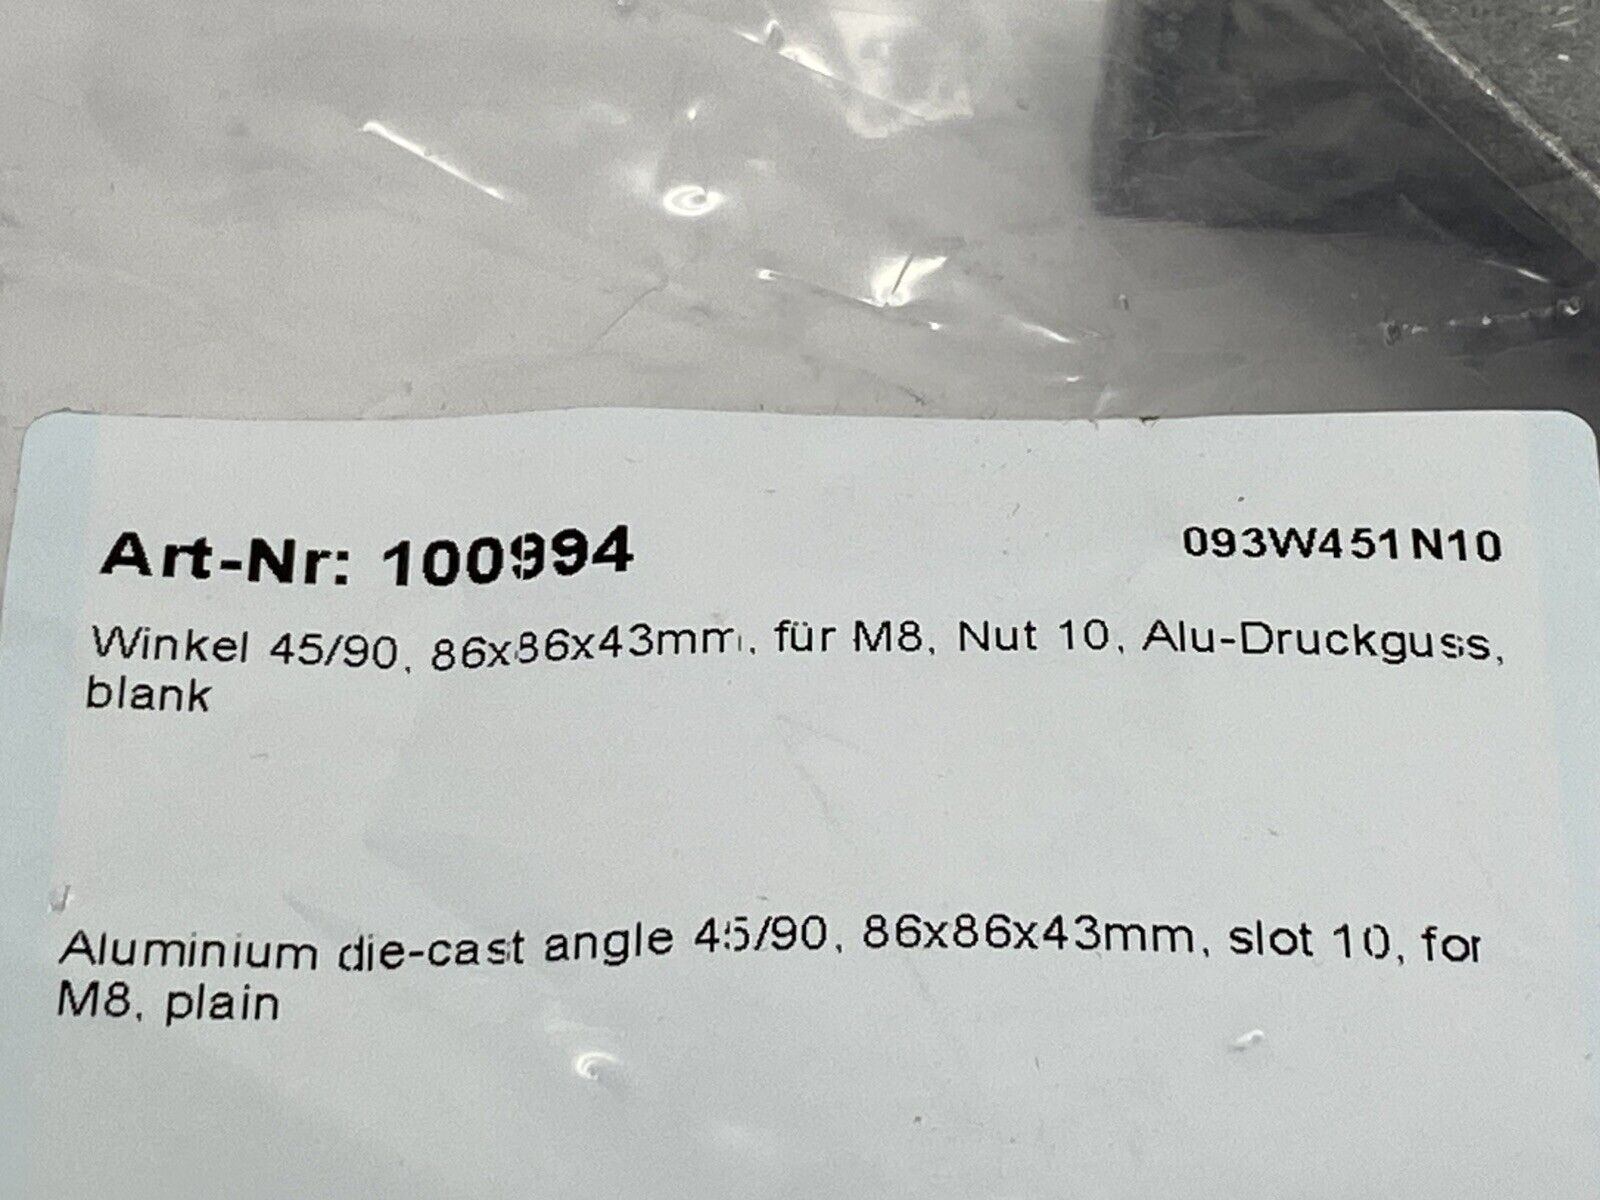 Art-Nr: 100994
093W451N10
Winkel 45/90, 86x86x43mm, für M8, Nut 10, Alu-Druckguss,
blank
Aluminium die-cast angle 45/90, 86x86x43mm, slot 10, for
M8, plain